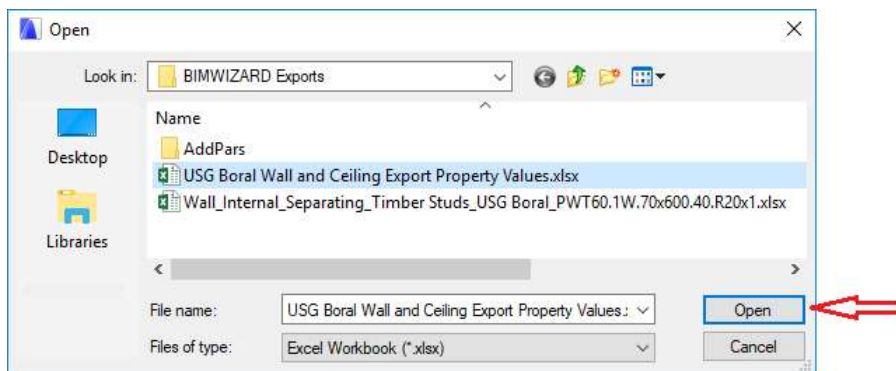 Open
Look in:
BIMWIZARD Exports
Name
AddPars
USG Boral Wall and Ceiling Export Property Values.xlsx
Wall_Internal_Separating_Timber Studs_USG Boral_PWT60.1W.70x600.40.R20x1.xlsx
Desktop
Libraries
File name:
USG Boral Wall and Ceiling Export Property Values.:
Open
Files of type:
Excel Workbook (*.xlsx)
Cancel